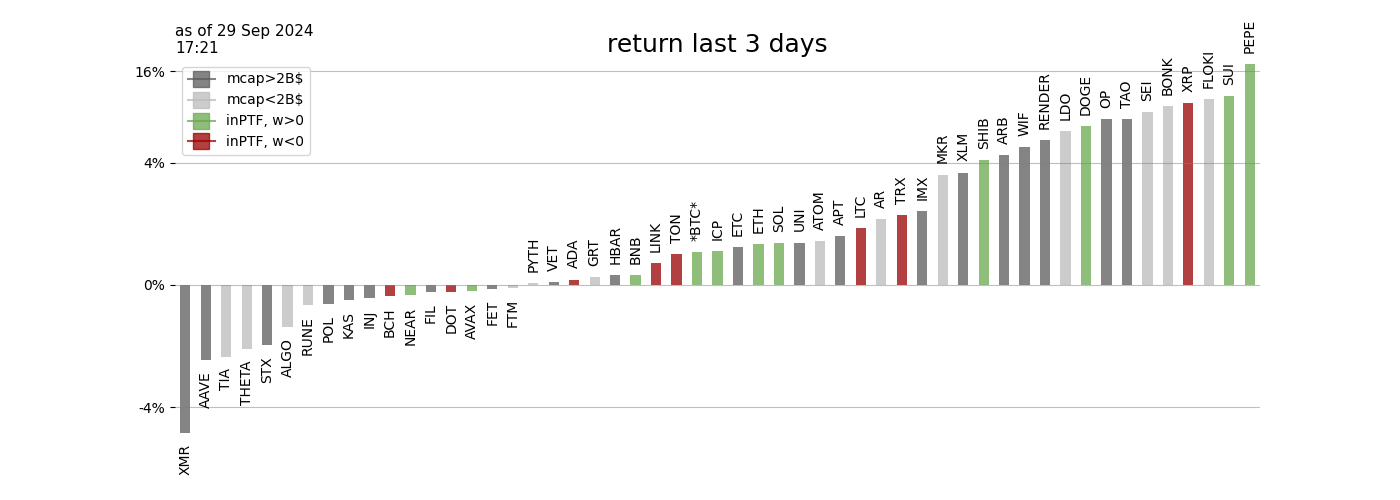 as of 29 Sep 2024
17:21
return last 3 days
mcap>2B$
mcap<2B$
inPTF, w>0
inPTF, w<0
16%
4%
0%
-4%
XMR
AAVE
TIA
THETA
STX
ALGO
RUNE
POL
KAS
INJ
BCH
NEAR
FIL
DOT
AVAX
FET
FTM
PYTH
VET
ADA
GRT
HBAR
BNB
LINK
TON
*BTC*
ICP
ETC
ETH
SOL
UNI
ATOM
APT
LTC
AR
TRX
IMX
MKR
XLM
SHIB
ARB
WIF
RENDER
LDO
DOGE
OP
TAO
SEI
BONK
XRP
FLOKI
SUI
PEPE